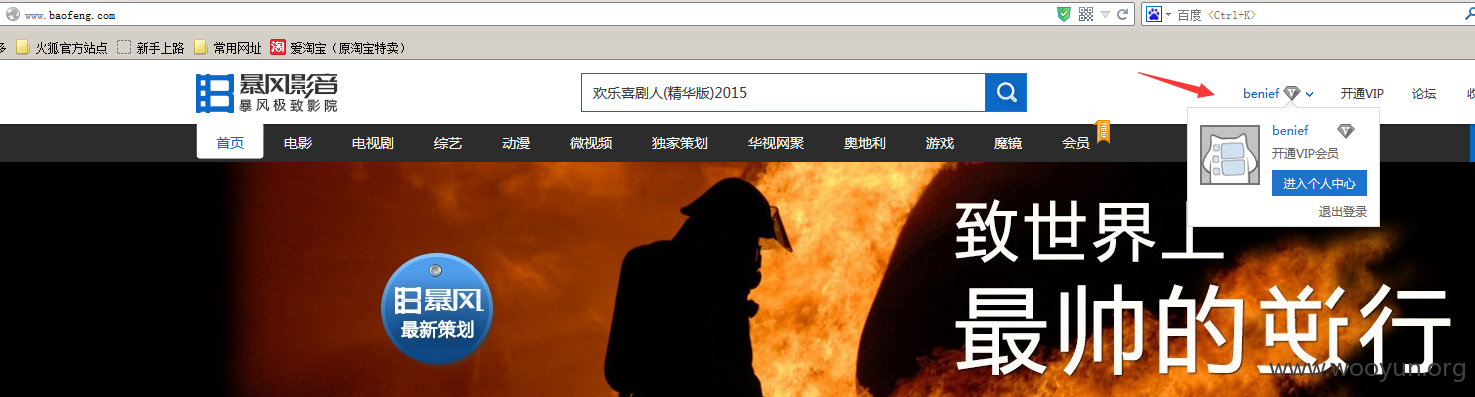 www.baofeng.com
百度 <Ctrl+K>
火狐官方站点 新手上路 常用网址 淘 爱淘宝（原淘宝特卖）
暴风影音
暴风极致影院
欢乐喜剧人(精华版)2015
benief 开通VIP 论坛
首页 电影 电视剧 综艺 动漫 微视频 独家策划 华视网聚 奥地利 游戏 魔镜 会员 NEW
benief
开通VIP会员
进入个人中心
退出登录
致世界上
最帅的逆行
暴风
最新策划
www.wooyun.org